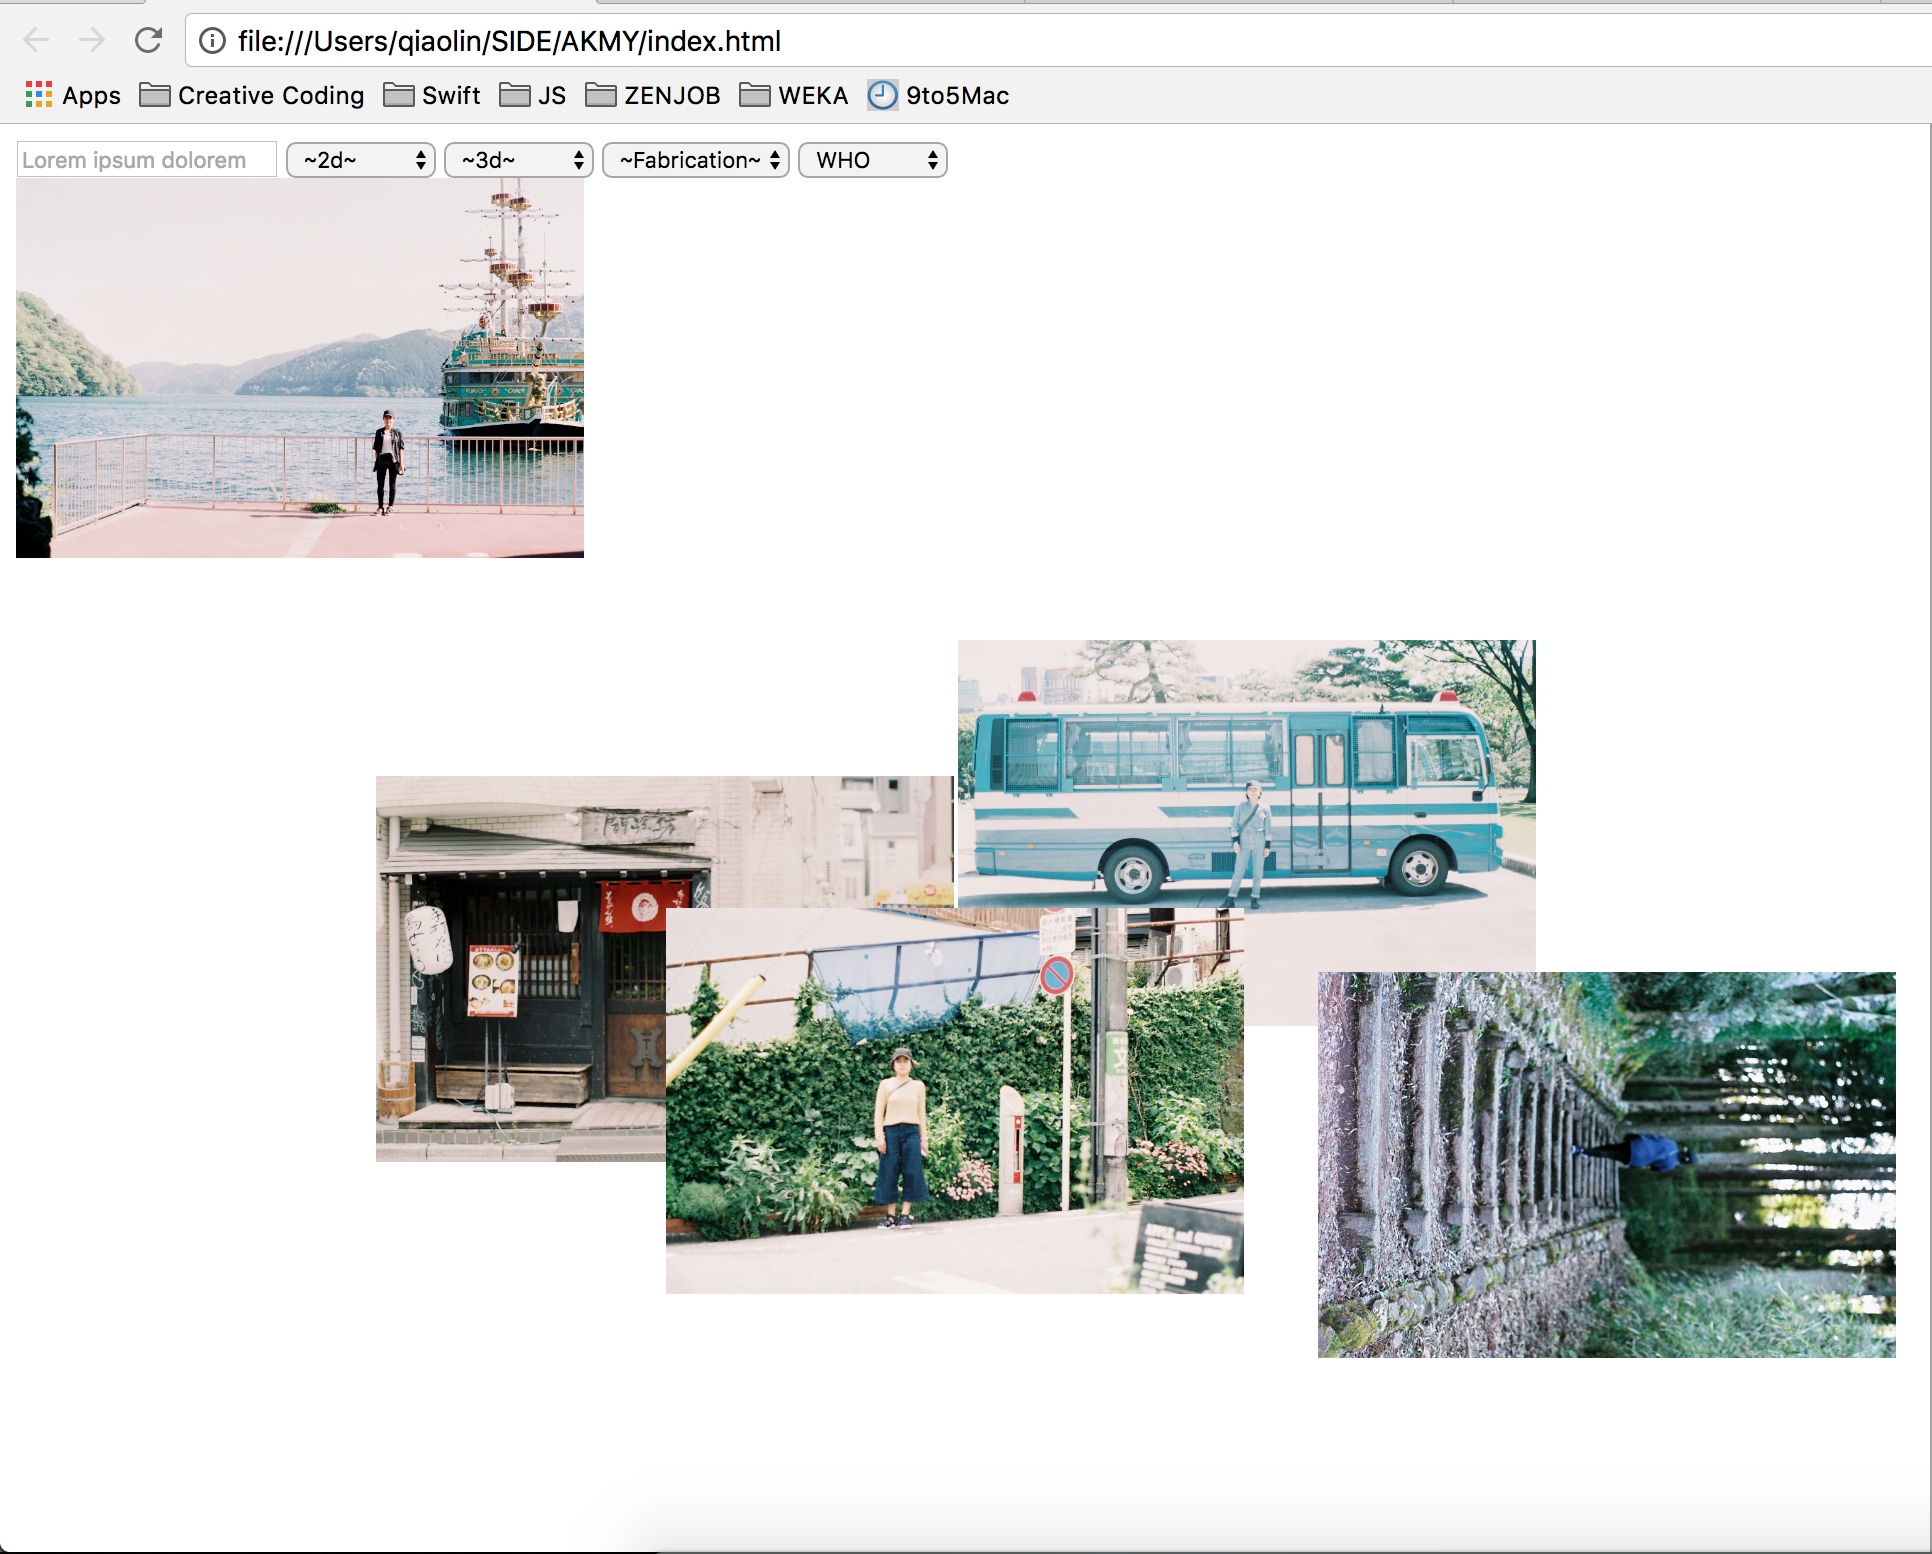 file:///Users/qiaolin/SIDE/AKMY/index.html
Apps Creative Coding Swift JS ZENJOB WEKA 9to5Mac
Lorem ipsum dolorem ~2d~ ~3d~ ~Fabrication~ WHO